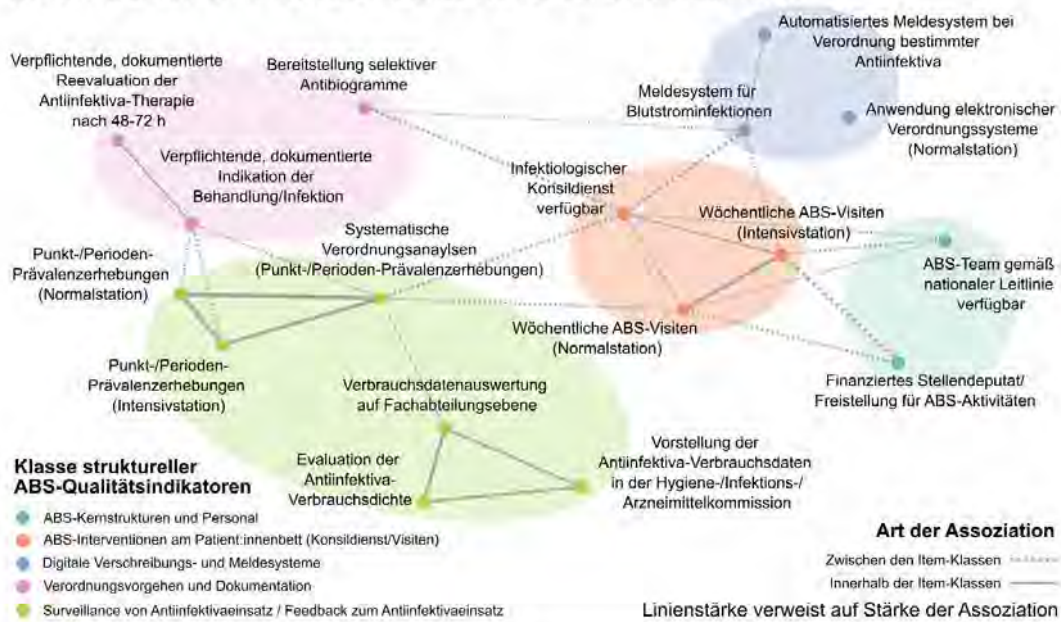 Automatisiertes Meldesystem bei
Verordnung bestimmter
Antiinfektiva
Verpflichtende, dokumentierte
Reevaluation der
Antiinfektiva-Therapie
nach 48-72 h
Bereitstellung selektiver
Antibiogramme
Meldesystem für
Blutstrominfektionen
Anwendung elektronischer
Verordnungssysteme
(Normalstation)
Verpflichtende, dokumentierte
Indikation der
Behandlung/Infektion
Infektiologischer
Konsildienst
verfügbar
Wöchentliche ABS-Visiten
(Intensivstation)
Systematische
Verordnungsanaylsen
(Punkt-/Perioden-Prävalenzerhebungen)
Punkt-/Perioden-
Prävalenzerhebungen
(Normalstation)
ABS-Team gemäß
nationaler Leitlinie
verfügbar
Wöchentliche ABS-Visiten
(Normalstation)
Punkt-/Perioden-
Prävalenzerhebungen
(Intensivstation)
Verbrauchsdatenauswertung
auf Fachabteilungsebene
Finanziertes Stellendeputat/
Freistellung für ABS-Aktivitäten
Evaluation der
Antiinfektiva-
Verbrauchsdichte
Vorstellung der
Antiinfektiva-Verbrauchsdaten
in der Hygiene-/Infektions-/
Arzneimittelkommission
Klasse struktureller
ABS-Qualitätsindikatoren
ABS-Kernstrukturen und Personal
ABS-Interventionen am Patient:innenbett (Konsildienst/Visiten)
Digitale Verschreibungs- und Meldesysteme
Verordnungsvorgehen und Dokumentation
Surveillance von Antiinfektivaeinsatz / Feedback zum Antiinfektivaeinsatz
Art der Assoziation
Zwischen den Item-Klassen
Innerhalb der Item-Klassen
Linienstärke verweist auf Stärke der Assoziation